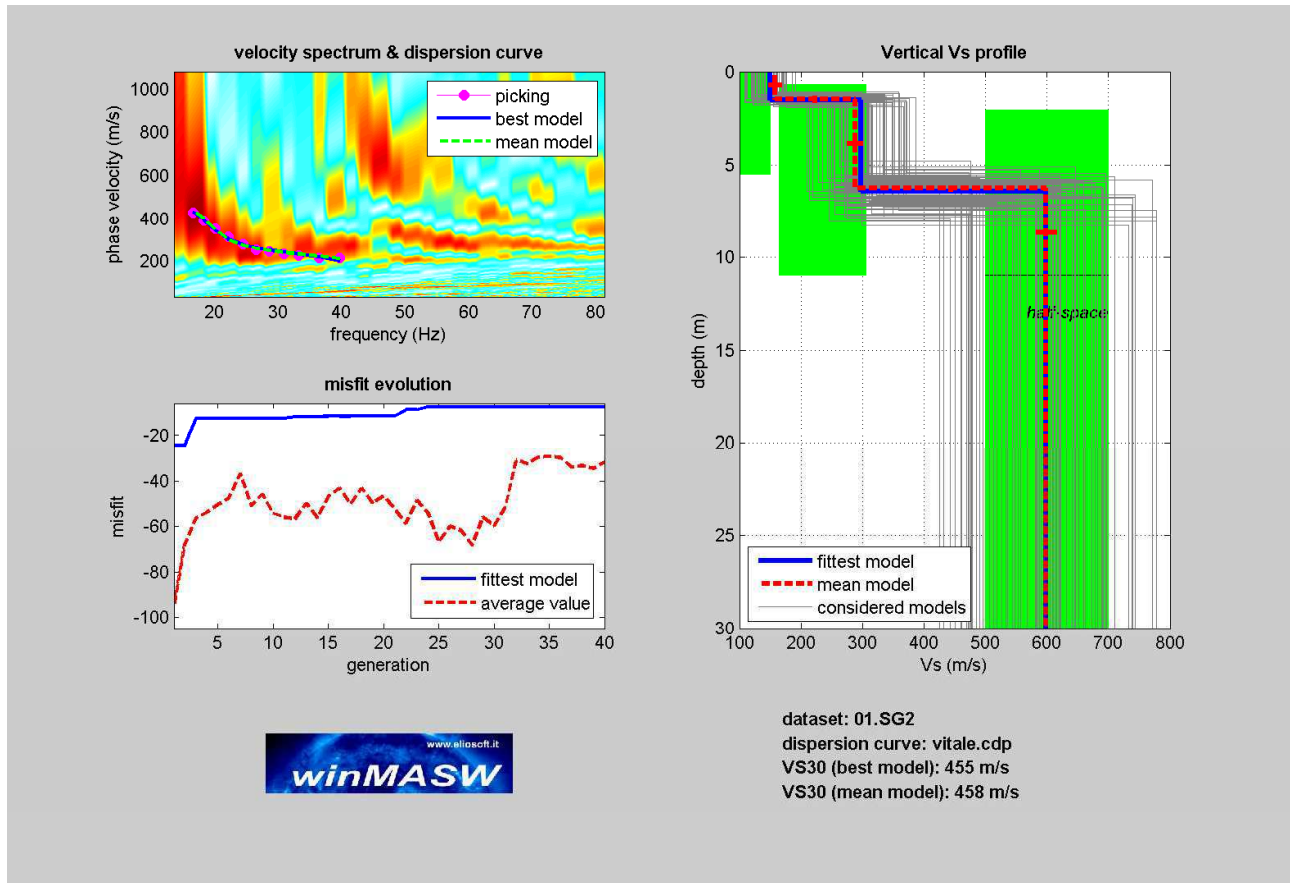 velocity spectrum & dispersion curve
1000
800
600
400
200
phase velocity (m/s)
picking
best model
mean model
20 30 40 50 60 70 80
frequency (Hz)
misfit evolution
-20
-40
-60
-80
-100
misfit
fittest model
average value
5 10 15 20 25 30 35 40
generation
www.eliosoft.it
winMASW
Vertical Vs profile
0
5
10
15
20
25
30
depth (m)
half-space
fittest model
mean model
considered models
100 200 300 400 500 600 700 800
Vs (m/s)
dataset: 01.SG2
dispersion curve: vitale.cdp
VS30 (best model): 455 m/s
VS30 (mean model): 458 m/s